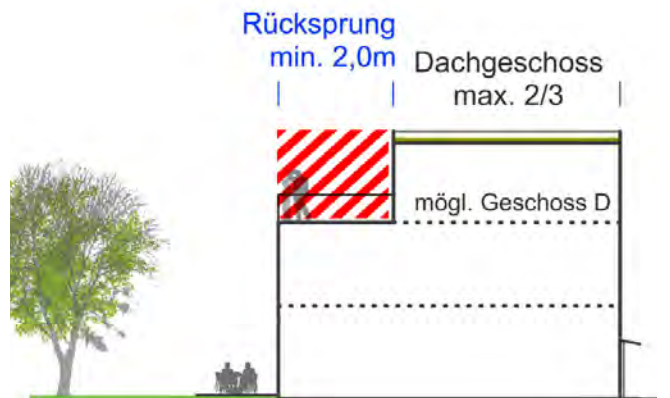 Rücksprung
min. 2,0m
Dachgeschoss
max. 2/3
mögl. Geschoss D